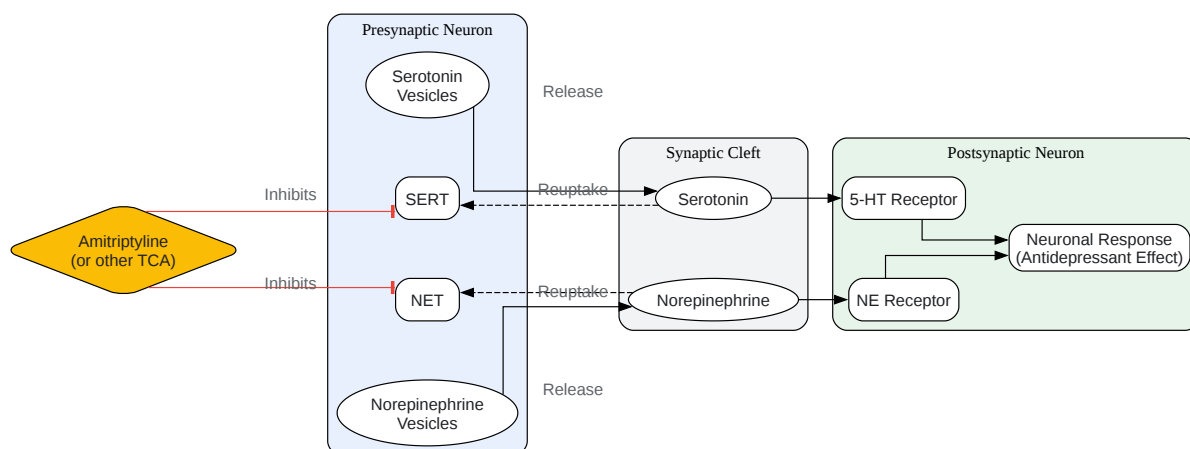 Presynaptic Neuron
Serotonin
Vesicles
Release
Synaptic Cleft
Postsynaptic Neuron
Inhibits
SERT
Reuptake
Serotonin
5-HT Receptor
Amitriptyline
(or other TCA)
Neuronal Response
(Antidepressant Effect)
Inhibits
NET
Reuptake
Norepinephrine
NE Receptor
Release
Norepinephrine
Vesicles